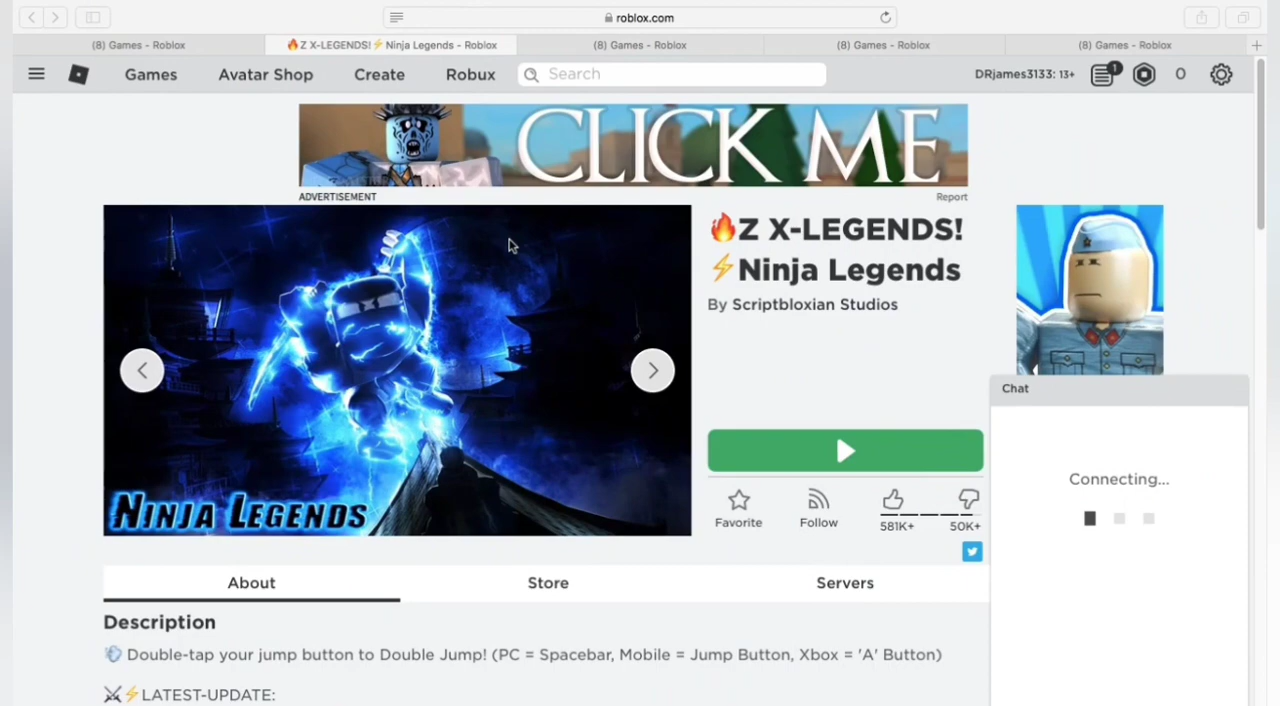 roblox.com
(8) Games - Roblox
🔥Z X-LEGENDS!⚡Ninja Legends - Roblox
(8) Games - Roblox
(8) Games - Roblox
(8) Games - Roblox
Games
Avatar Shop
Create
Robux
Search
DRjames3133: 13+
1
0
CLICK ME
ADVERTISEMENT
Report
🔥Z X-LEGENDS!
⚡Ninja Legends
By Scriptbloxian Studios
NINJA LEGENDS
Favorite
Follow
581K+
50K+
Chat
Connecting...
About
Store
Servers
Description
💨 Double-tap your jump button to Double Jump! (PC = Spacebar, Mobile = Jump Button, Xbox = 'A' Button)
⚔⚡LATEST-UPDATE: